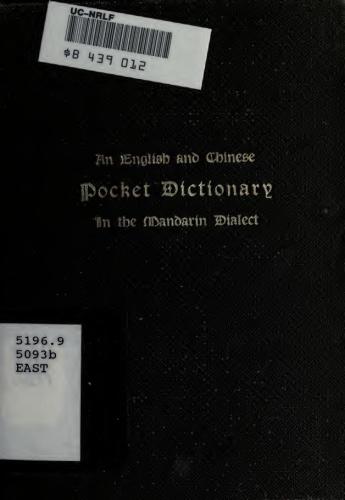 UC-NRLF
$B 439 012
An English and Chinese
Pocket Dictionary
In the Mandarin Dialect
5196.9
5093b
EAST